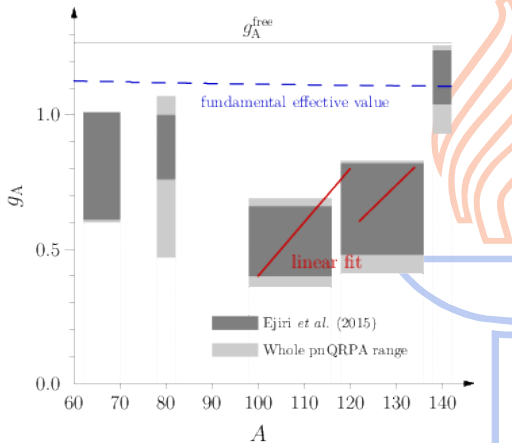 g_A^free
fundamental effective value
1.0
g_A
0.5
linear fit
Ejiri et al. (2015)
Whole pnQRPA range
0.0
60 70 80 90 100 110 120 130 140
A